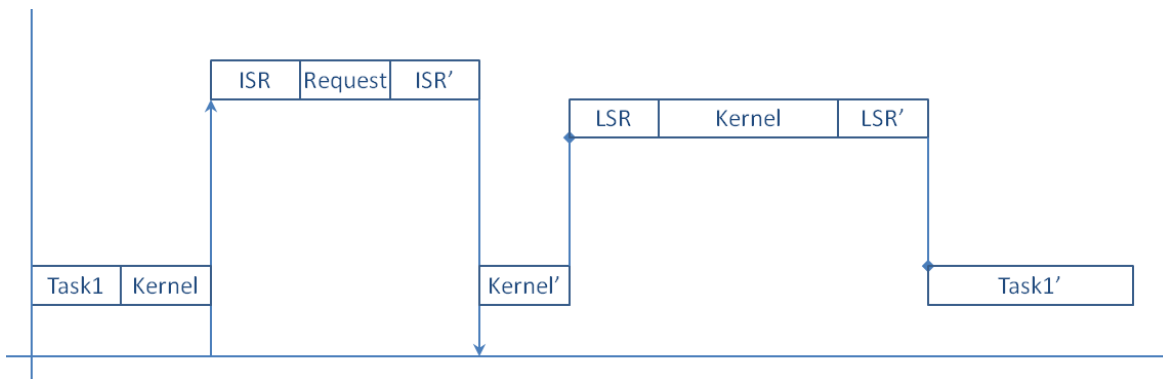 ISR Request ISR’
LSR Kernel LSR’
Task1 Kernel Kernel’ Task1’